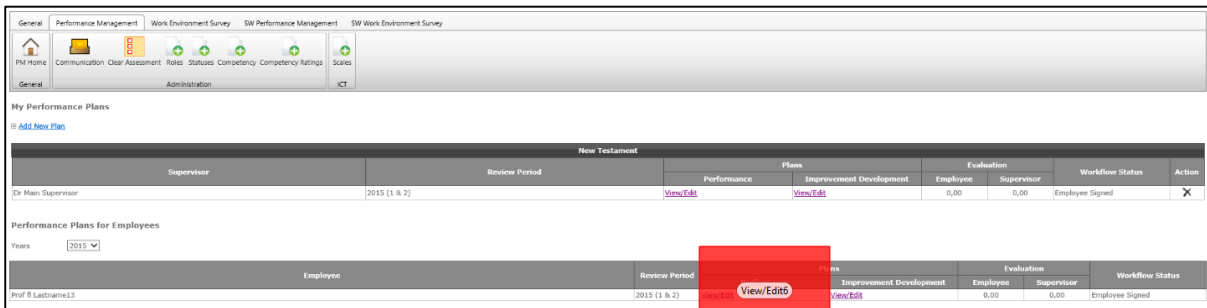 General Performance Management Work Environment Survey SW Performance Management SW Work Environment Survey
PM Home Communication Clear Assessment Roles Statuses Competency Competency Ratings Scales
General Administration ICT
My Performance Plans
Add New Plan
New Testament
Supervisor Review Period Plans Evaluation Workflow Status Action
Performance Improvement Development Employee Supervisor
Dr Main Supervisor 2015 (1 & 2) View/Edit View/Edit 0,00 0,00 Employee Signed X
Performance Plans for Employees
Years 2015
Employee Review Period Plans Evaluation Workflow Status
Improvement Development Employee Supervisor
Prof fl Lastname13 2015 (1 & 2) View/Edit View/Edit6 View/Edit 0,00 0,00 Employee Signed